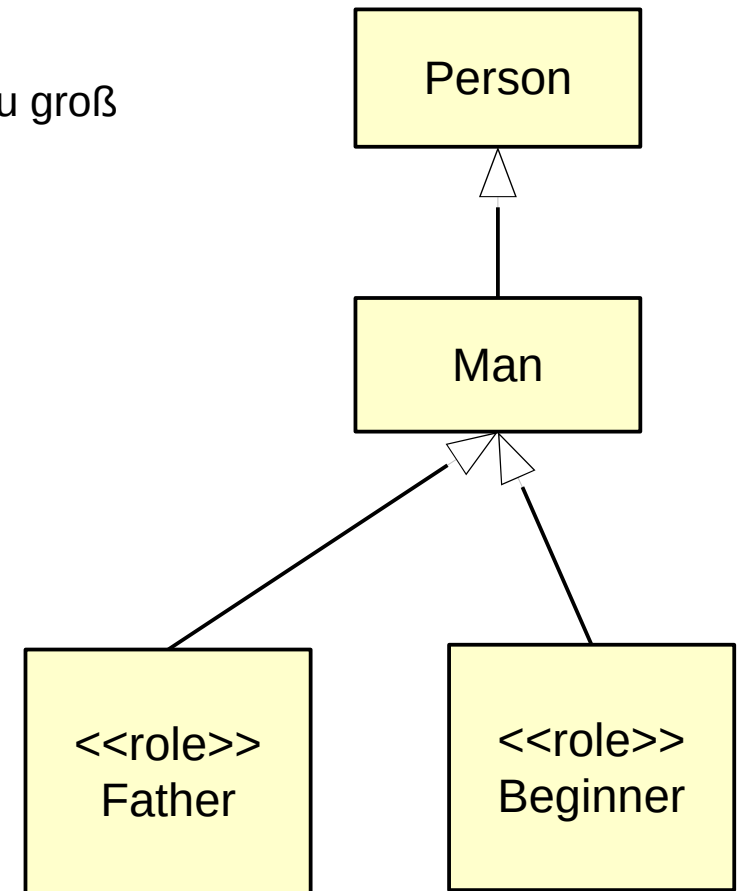 Person
u groß
Man
<<role>>
Father
<<role>>
Beginner